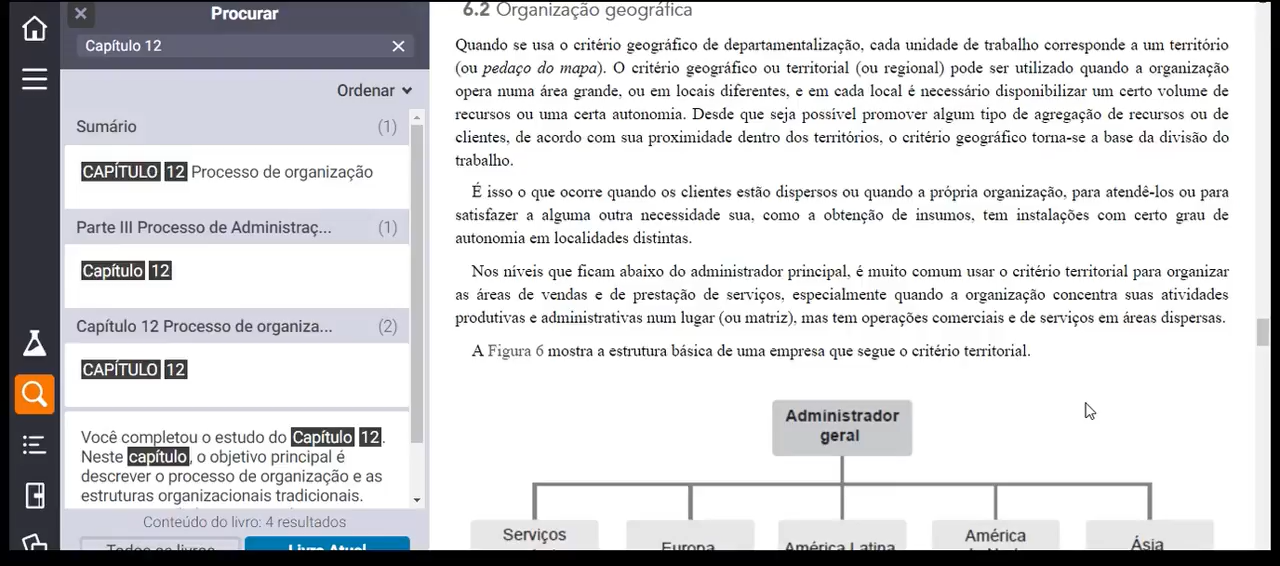 Procurar
Capítulo 12
Ordenar
Sumário (1)
CAPÍTULO 12 Processo de organização
Parte III Processo de Administraç... (1)
Capítulo 12
Capítulo 12 Processo de organiza... (2)
CAPÍTULO 12
Você completou o estudo do Capítulo 12.
Neste capítulo, o objetivo principal é
descrever o processo de organização e as
estruturas organizacionais tradicionais.
Conteúdo do livro: 4 resultados
Todos os livros
Livro Atual
6.2 Organização geográfica
Quando se usa o critério geográfico de departamentalização, cada unidade de trabalho corresponde a um território
(ou pedaço do mapa). O critério geográfico ou territorial (ou regional) pode ser utilizado quando a organização
opera numa área grande, ou em locais diferentes, e em cada local é necessário disponibilizar um certo volume de
recursos ou uma certa autonomia. Desde que seja possível promover algum tipo de agregação de recursos ou de
clientes, de acordo com sua proximidade dentro dos territórios, o critério geográfico torna-se a base da divisão do
trabalho.
É isso o que ocorre quando os clientes estão dispersos ou quando a própria organização, para atendê-los ou para
satisfazer a alguma outra necessidade sua, como a obtenção de insumos, tem instalações com certo grau de
autonomia em localidades distintas.
Nos níveis que ficam abaixo do administrador principal, é muito comum usar o critério territorial para organizar
as áreas de vendas e de prestação de serviços, especialmente quando a organização concentra suas atividades
produtivas e administrativas num lugar (ou matriz), mas tem operações comerciais e de serviços em áreas dispersas.
A Figura 6 mostra a estrutura básica de uma empresa que segue o critério territorial.
Administrador
geral
Serviços
Europa
América Latina
América
Ásia